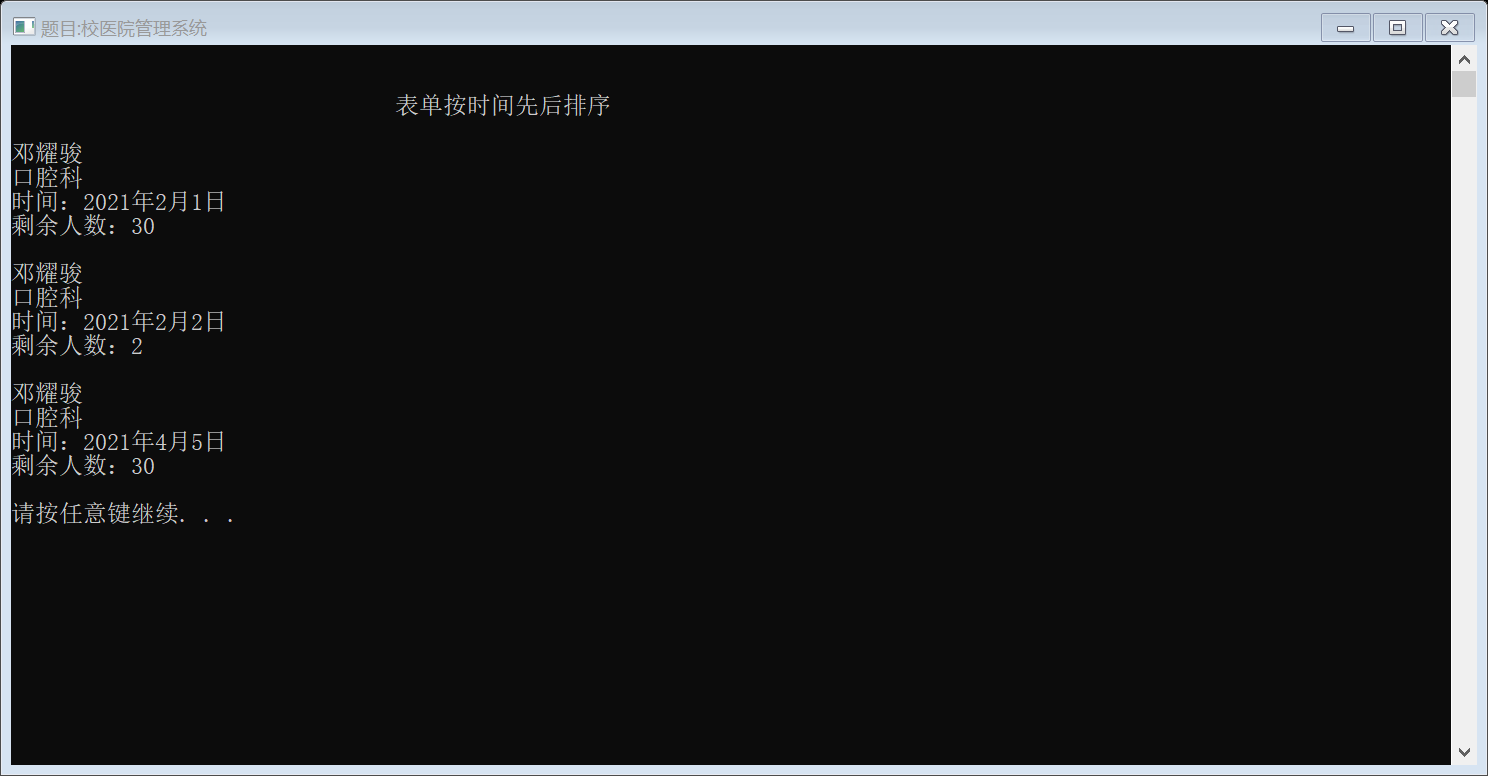 题目:校医院管理系统
表单按时间先后排序
邓耀骏
口腔科
时间：2021年2月1日
剩余人数：30
邓耀骏
口腔科
时间：2021年2月2日
剩余人数：2
邓耀骏
口腔科
时间：2021年4月5日
剩余人数：30
请按任意键继续. . .